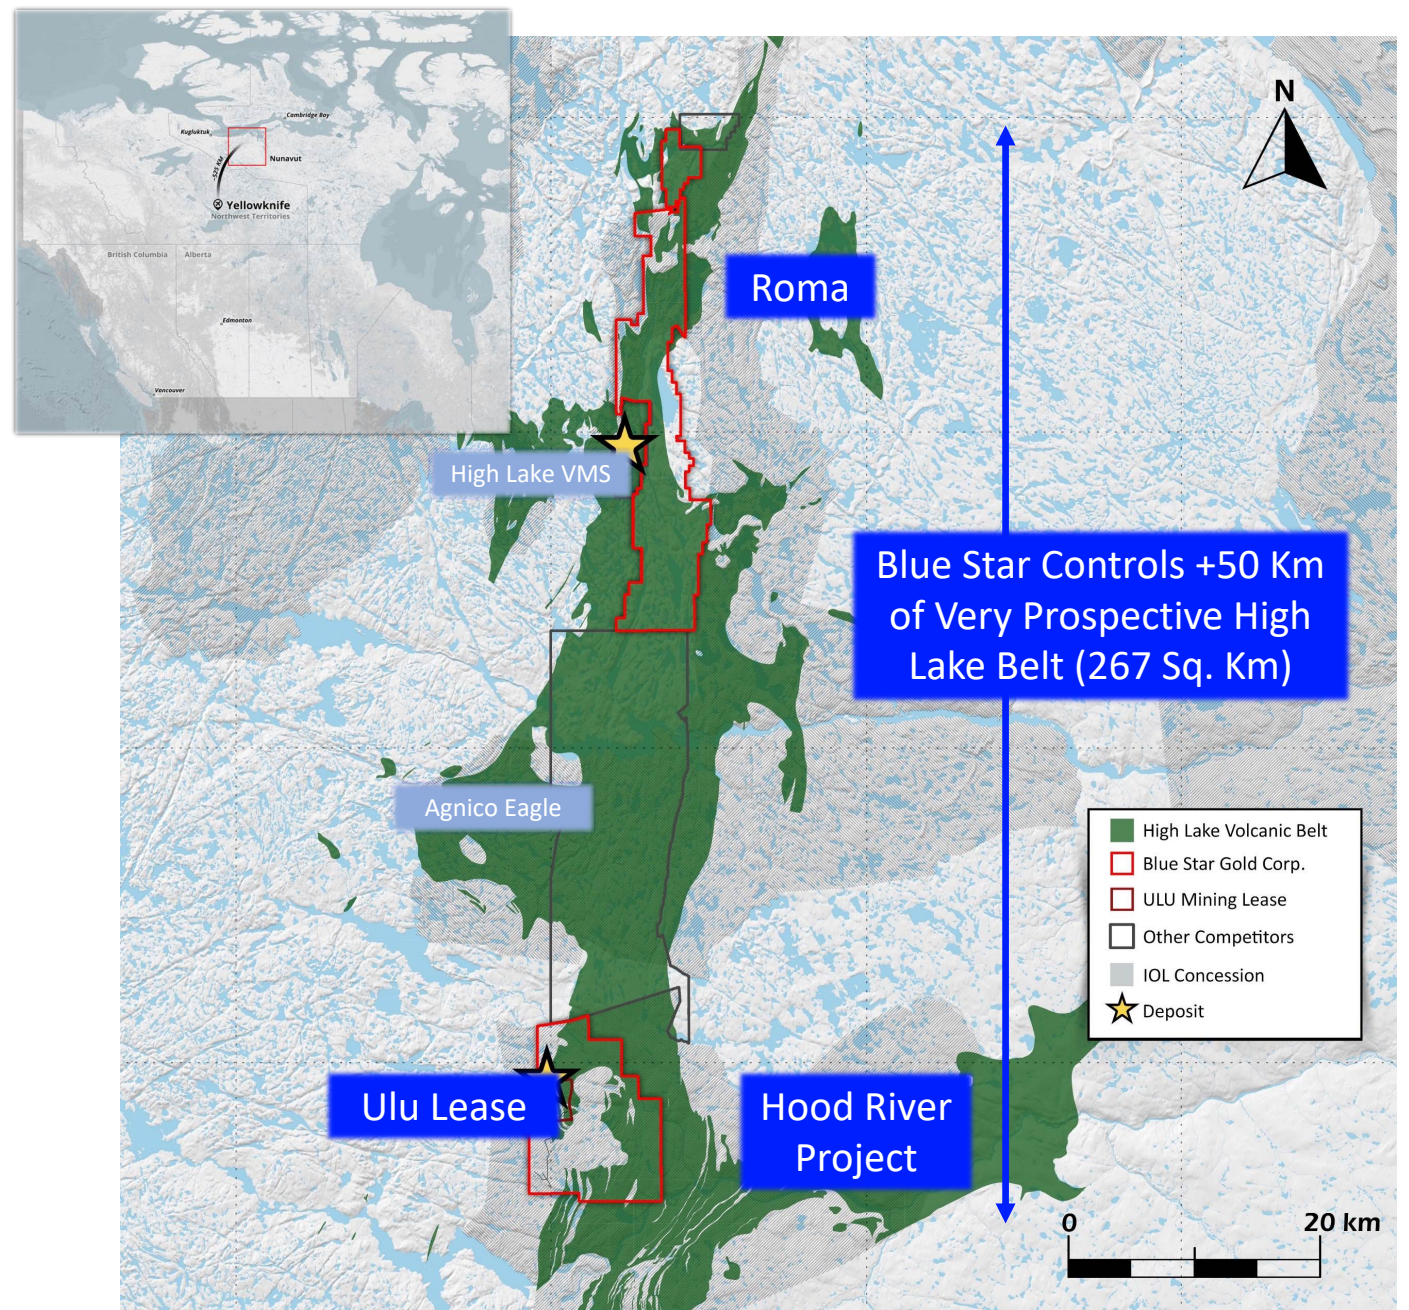 Cambridge Bay
Kugluktuk
Nunavut
~525 KM
Yellowknife
Northwest Territories
British Columbia
Alberta
Edmonton
Vancouver
N
Roma
High Lake VMS
Blue Star Controls +50 Km
of Very Prospective High
Lake Belt (267 Sq. Km)
Agnico Eagle
High Lake Volcanic Belt
Blue Star Gold Corp.
ULU Mining Lease
Other Competitors
IOL Concession
Deposit
Ulu Lease
Hood River
Project
0
20 km